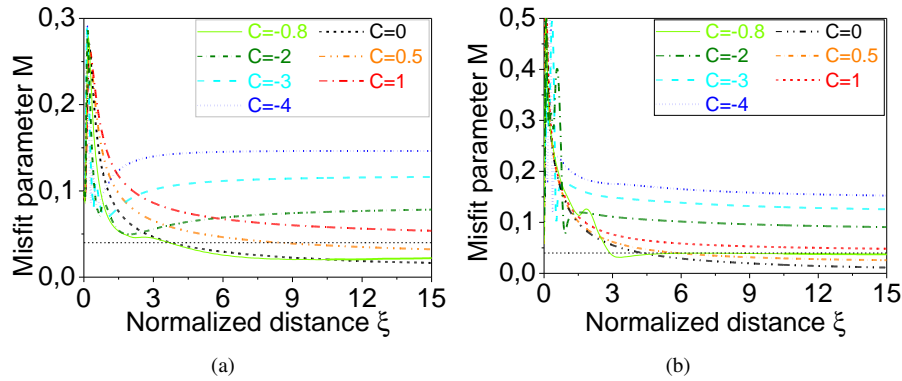 0,3
0,2
0,1
0,0
Misfit parameter M
C=-0.8 C=0
C=-2 C=0.5
C=-3 C=1
C=-4
0 3 6 9 12 15
Normalized distance ξ
(a)
0,5
0,4
0,3
0,2
0,1
0,0
Misfit parameter M
C=-0.8 C=0
C=-2 C=0.5
C=-3 C=1
C=-4
0 3 6 9 12 15
Normalized distance ξ
(b)